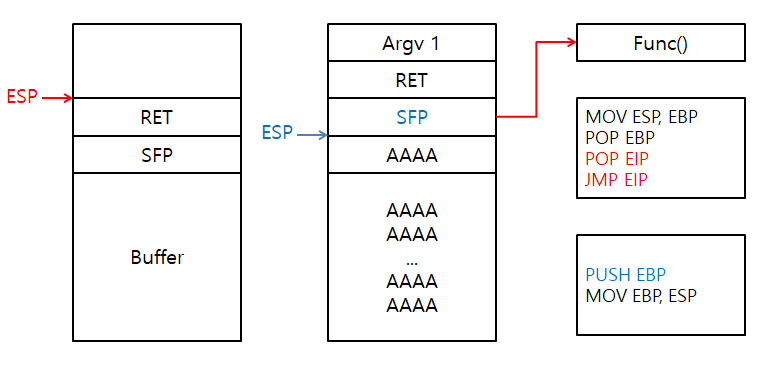 ESP
RET
SFP
Buffer
ESP
Argv 1
RET
SFP
AAAA
AAAA
AAAA
...
AAAA
AAAA
Func()
MOV ESP, EBP
POP EBP
POP EIP
JMP EIP
PUSH EBP
MOV EBP, ESP